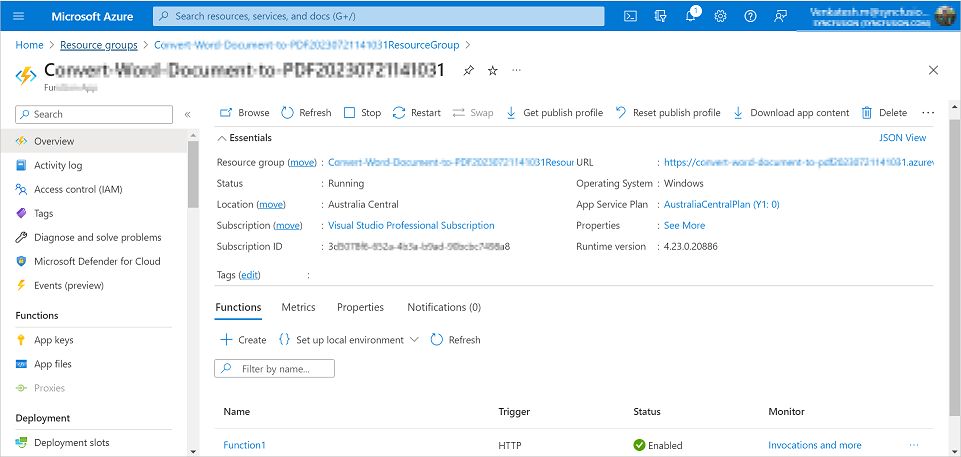 Microsoft Azure
Search resources, services, and docs (G+/)
1
Home > Resource groups > Convert-Word-Document-to-PDF20230721141031ResourceGroup >
Convert-Word-Document-to-PDF20230721141031
Function App
Search
Browse Refresh Stop Restart Swap Get publish profile Reset publish profile Download app content Delete ...
Overview
Activity log
Access control (IAM)
Tags
Diagnose and solve problems
Microsoft Defender for Cloud
Events (preview)
Functions
App keys
App files
Proxies
Deployment
Deployment slots
Essentials
JSON View
Resource group (move) : Convert-Word-Document-to-PDF20230721141031Resour
URL : https://convert-word-document-to-pdf20230721141031.azurew
Status : Running
Operating System : Windows
Location (move) : Australia Central
App Service Plan : AustraliaCentralPlan (Y1: 0)
Subscription (move) : Visual Studio Professional Subscription
Properties : See More
Subscription ID :
Runtime version : 4.23.0.20886
Tags (edit) :
Functions Metrics Properties Notifications (0)
Create Set up local environment Refresh
Filter by name...
Name Trigger Status Monitor
Function1 HTTP Enabled Invocations and more ...